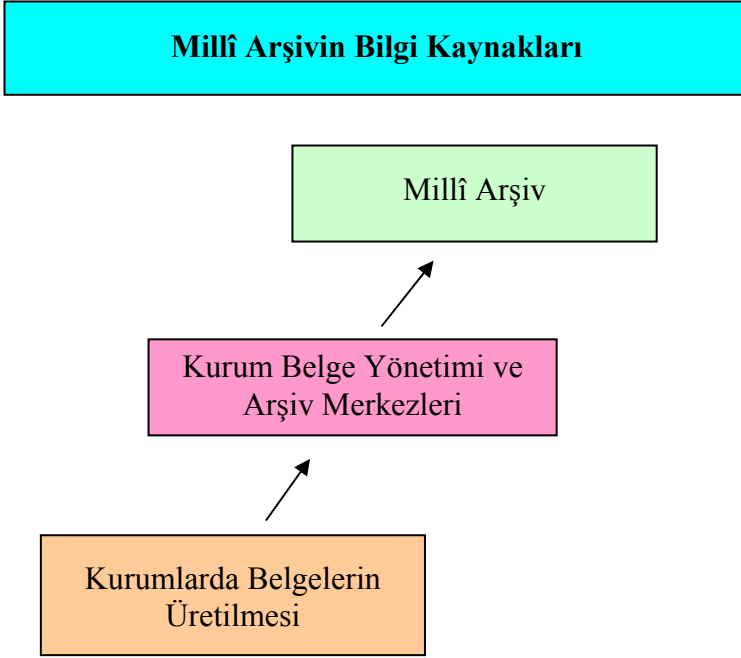 Millî Arşivin Bilgi Kaynakları
Millî Arşiv
Kurum Belge Yönetimi ve
Arşiv Merkezleri
Kurumlarda Belgelerin
Üretilmesi